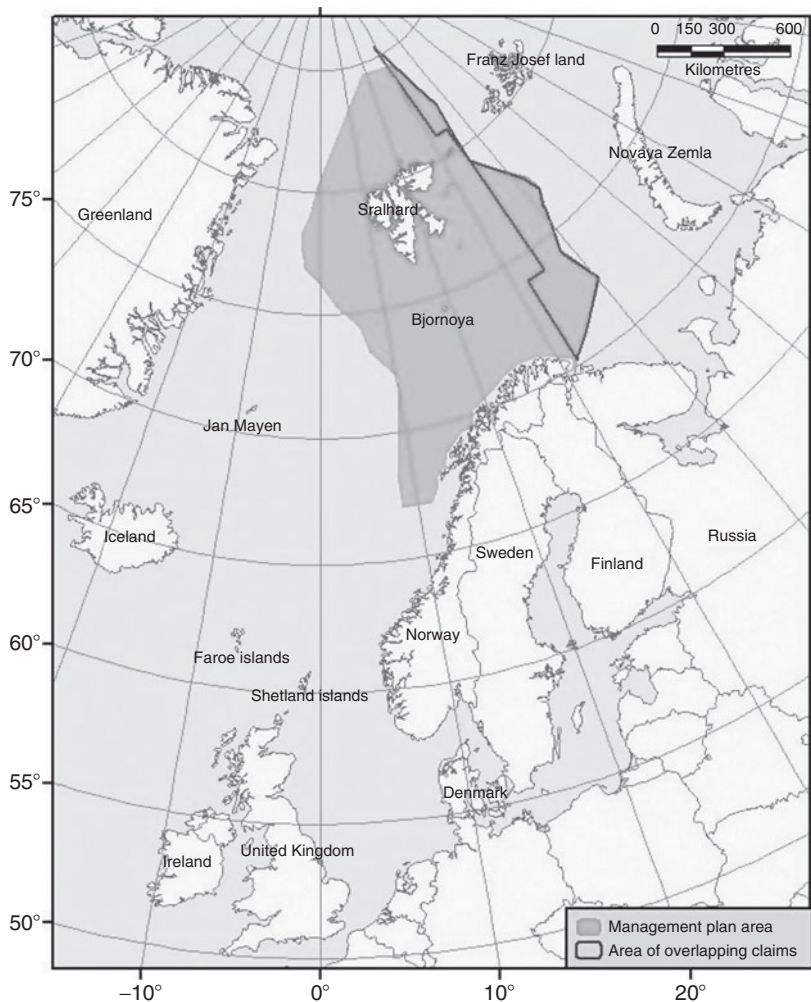 0 150 300 600
Kilometres
Franz Josef land
Novaya Zemla
75°
Greenland
Sralhard
Bjornoya
70°
Jan Mayen
65°
Iceland
Sweden
Finland
Russia
60°
Faroe islands
Norway
Shetland islands
55°
Denmark
Ireland
United Kingdom
50°
Management plan area
Area of overlapping claims
−10°
0°
10°
20°